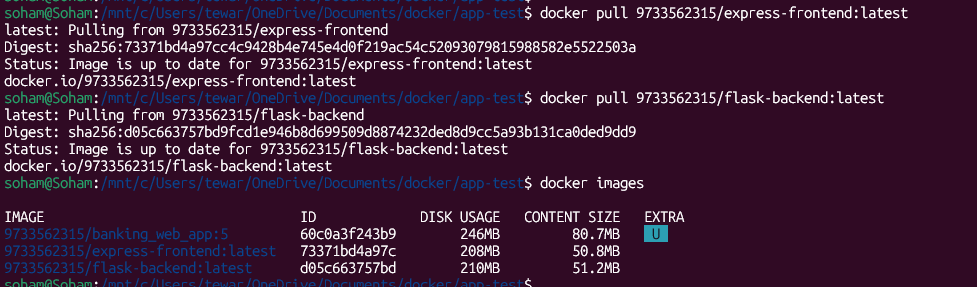 soham@Soham:/mnt/c/Users/tewar/OneDrive/Documents/docker/app-test$ docker pull 9733562315/express-frontend:latest
latest: Pulling from 9733562315/express-frontend
Digest: sha256:73371bd4a97cc4c9428b4e745e4d0f219ac54c52093079815988582e5522503a
Status: Image is up to date for 9733562315/express-frontend:latest
docker.io/9733562315/express-frontend:latest
soham@Soham:/mnt/c/Users/tewar/OneDrive/Documents/docker/app-test$ docker pull 9733562315/flask-backend:latest
latest: Pulling from 9733562315/flask-backend
Digest: sha256:d05c663757bd9fcd1e946b8d699509d8874232ded8d9cc5a93b131ca0ded9dd9
Status: Image is up to date for 9733562315/flask-backend:latest
docker.io/9733562315/flask-backend:latest
soham@Soham:/mnt/c/Users/tewar/OneDrive/Documents/docker/app-test$ docker images
IMAGE ID DISK USAGE CONTENT SIZE EXTRA
9733562315/banking_web_app:5 60c0a3f243b9 246MB 80.7MB U
9733562315/express-frontend:latest 73371bd4a97c 208MB 50.8MB
9733562315/flask-backend:latest d05c663757bd 210MB 51.2MB
soham@Soham:/mnt/c/Users/tewar/OneDrive/Documents/docker/app-test$